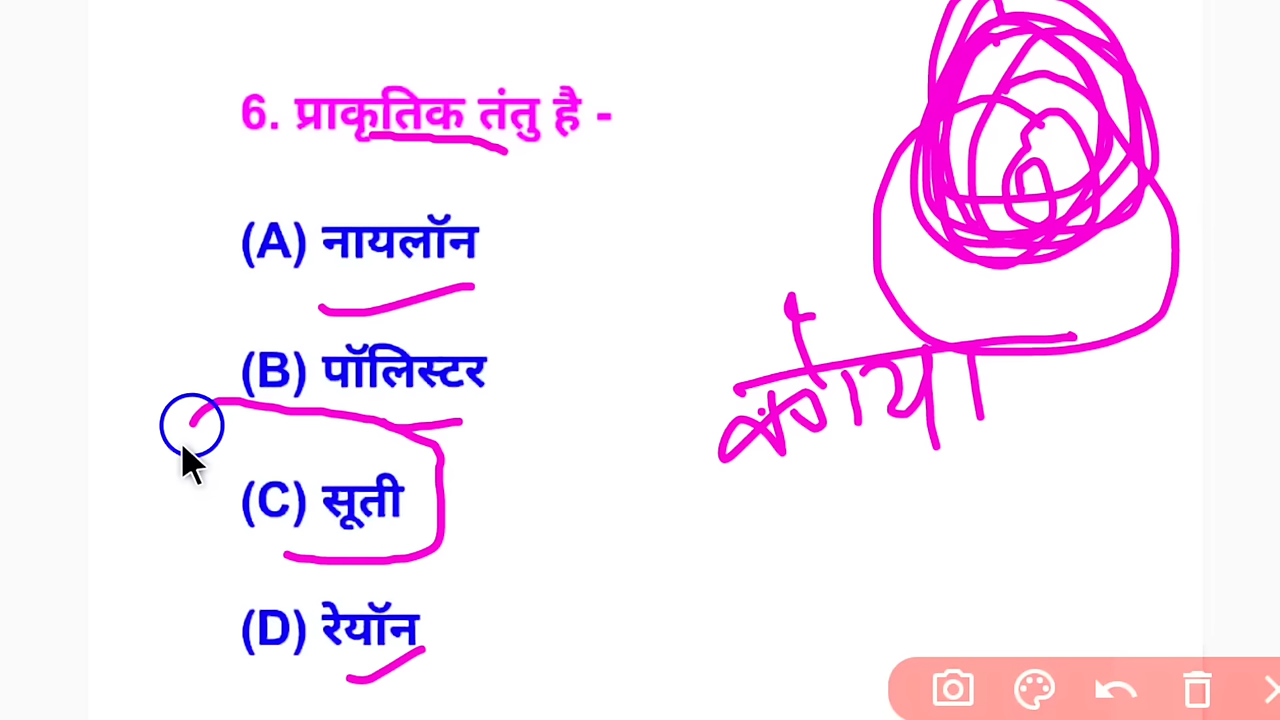 6. प्राकृतिक तंतु है -
(A) नायलॉन
(B) पॉलिस्टर
(C) सूती
(D) रेयॉन